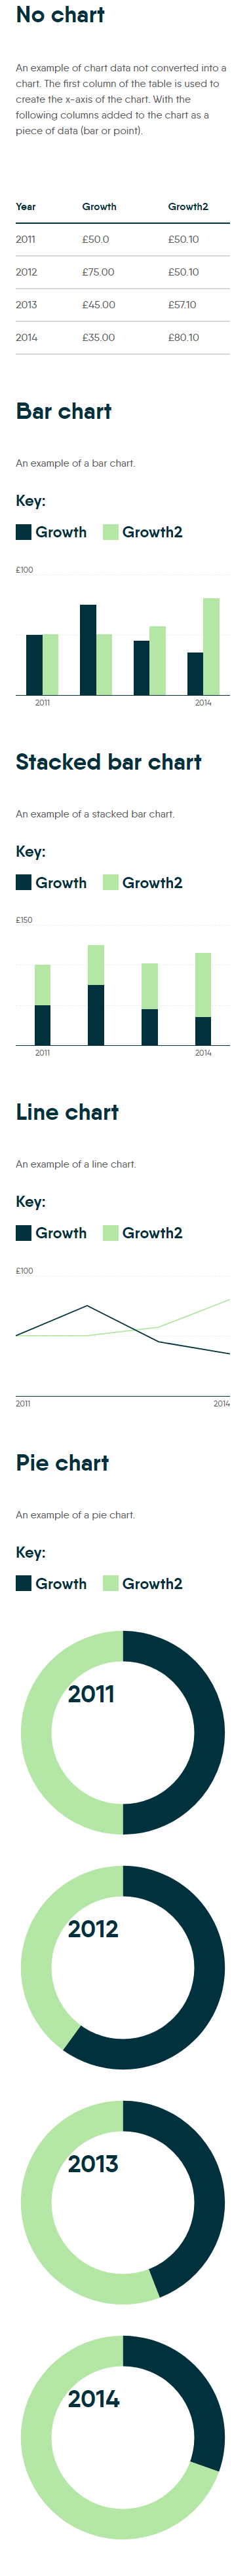 No chart
An example of chart data not converted into a
chart. The first column of the table is used to
create the x-axis of the chart. With the
following columns added to the chart as a
piece of data (bar or point).
Year Growth Growth2
2011 £50.0 £50.10
2012 £75.00 £50.10
2013 £45.00 £57.10
2014 £35.00 £80.10
Bar chart
An example of a bar chart.
Key:
Growth Growth2
£100
2011 2014
Stacked bar chart
An example of a stacked bar chart.
Key:
Growth Growth2
£150
2011 2014
Line chart
An example of a line chart.
Key:
Growth Growth2
£100
2011 2014
Pie chart
An example of a pie chart.
Key:
Growth Growth2
2011
2012
2013
2014